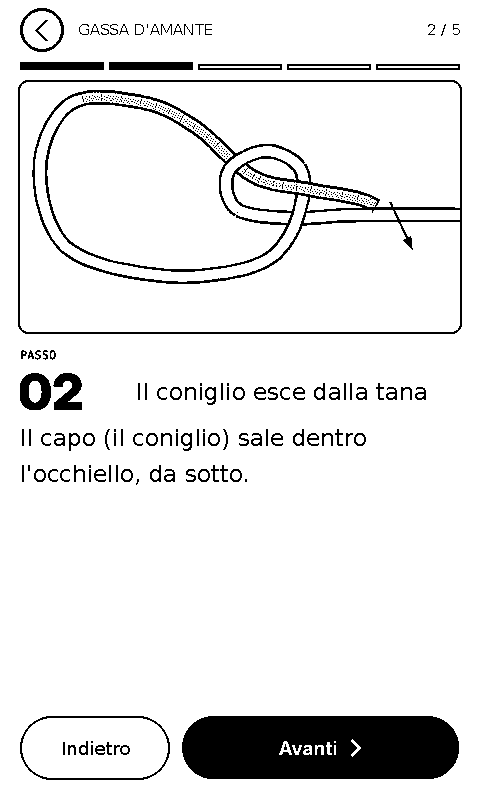 GASSA D'AMANTE
2 / 5
PASSO
02 Il coniglio esce dalla tana
Il capo (il coniglio) sale dentro
l'occhiello, da sotto.
Indietro
Avanti